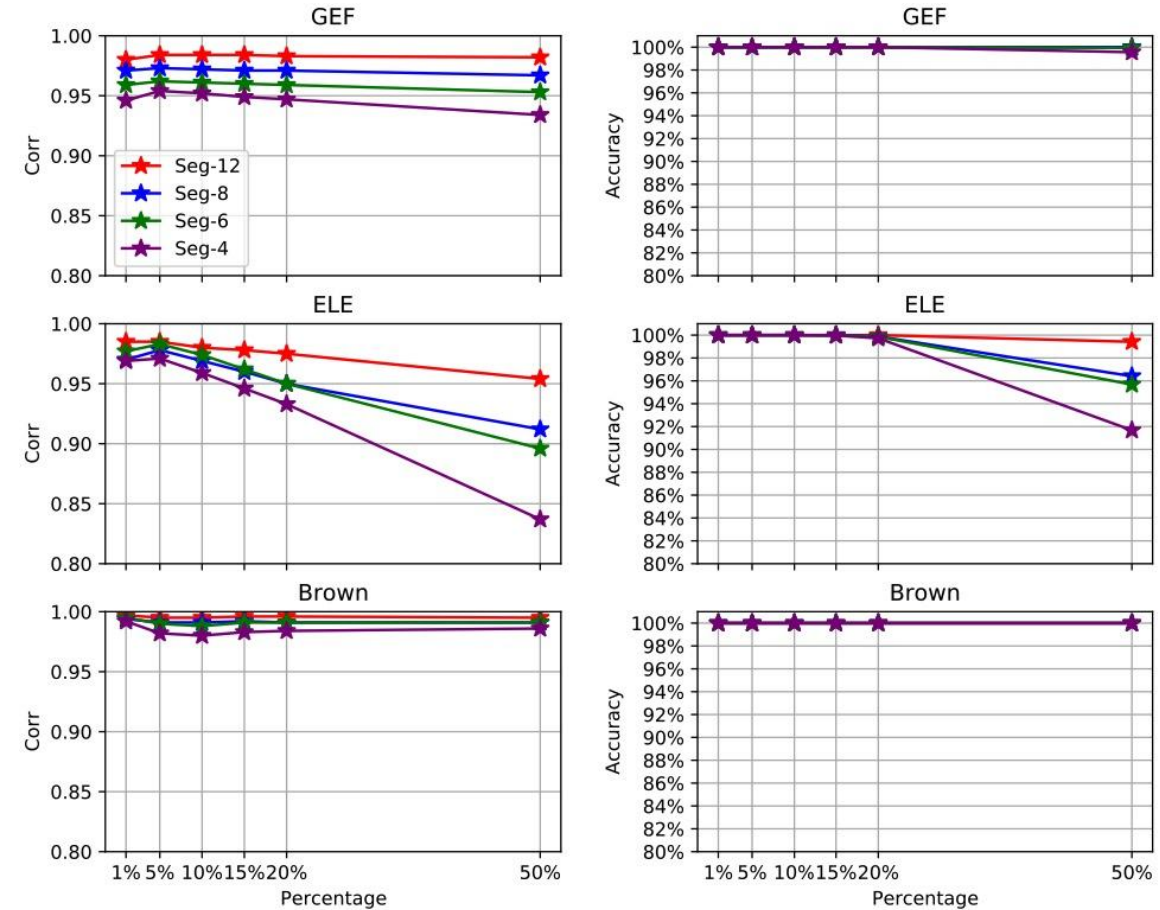 GEF
1.00
0.95
0.90
0.85
0.80
Corr
Seg-12
Seg-8
Seg-6
Seg-4
GEF
100%
98%
96%
94%
92%
90%
88%
86%
84%
82%
80%
Accuracy
ELE
1.00
0.95
0.90
0.85
0.80
Corr
ELE
100%
98%
96%
94%
92%
90%
88%
86%
84%
82%
80%
Accuracy
Brown
1.00
0.95
0.90
0.85
0.80
Corr
1% 5% 10% 15% 20% 50%
Percentage
Brown
100%
98%
96%
94%
92%
90%
88%
86%
84%
82%
80%
Accuracy
1% 5% 10% 15% 20% 50%
Percentage